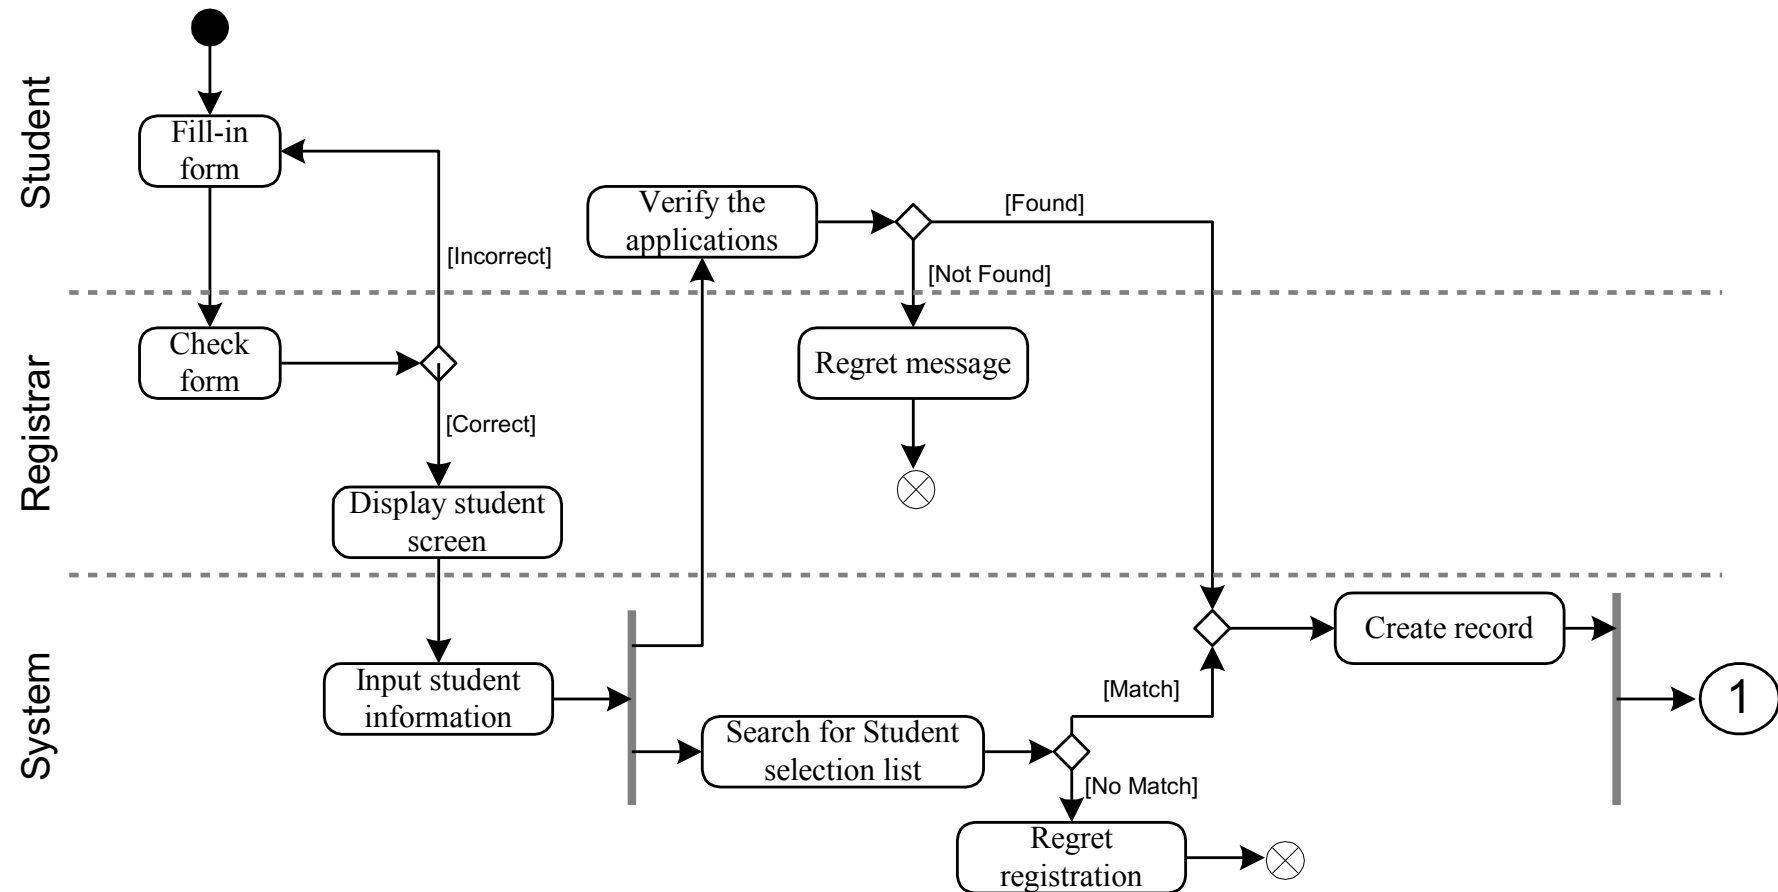 Student
Fill-in
form
[Incorrect]
Verify the
applications
[Found]
[Not Found]
Registrar
Check
form
[Correct]
Regret message
Display student
screen
System
Input student
information
Search for Student
selection list
[Match]
[No Match]
Regret
registration
Create record
1